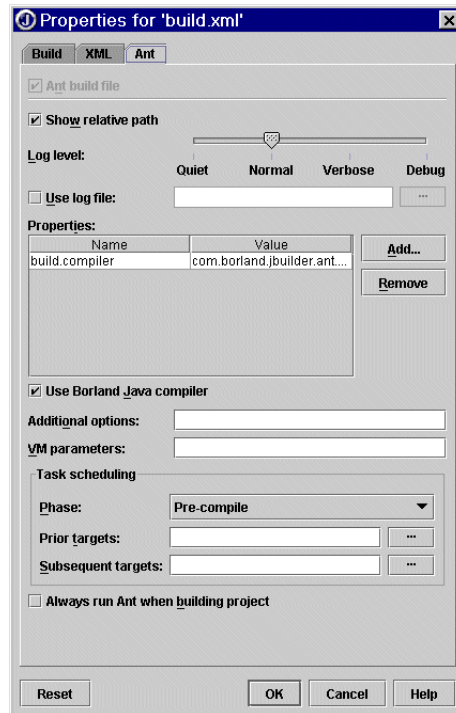 Properties for 'build.xml'
Build XML Ant
Ant build file
Show relative path
Log level:
Quiet Normal Verbose Debug
Use log file: ...
Properties:
Name Value
build.compiler com.borland.jbuilder.ant....
Add...
Remove
Use Borland Java compiler
Additional options:
VM parameters:
Task scheduling
Phase: Pre-compile
Prior targets: ...
Subsequent targets: ...
Always run Ant when building project
Reset OK Cancel Help